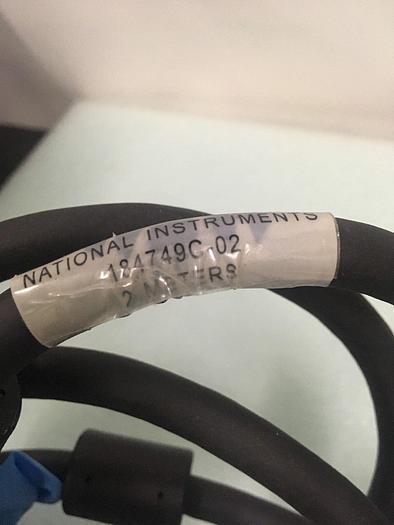 NATIONAL INSTRUMENTS
184749C-02
2 METERS